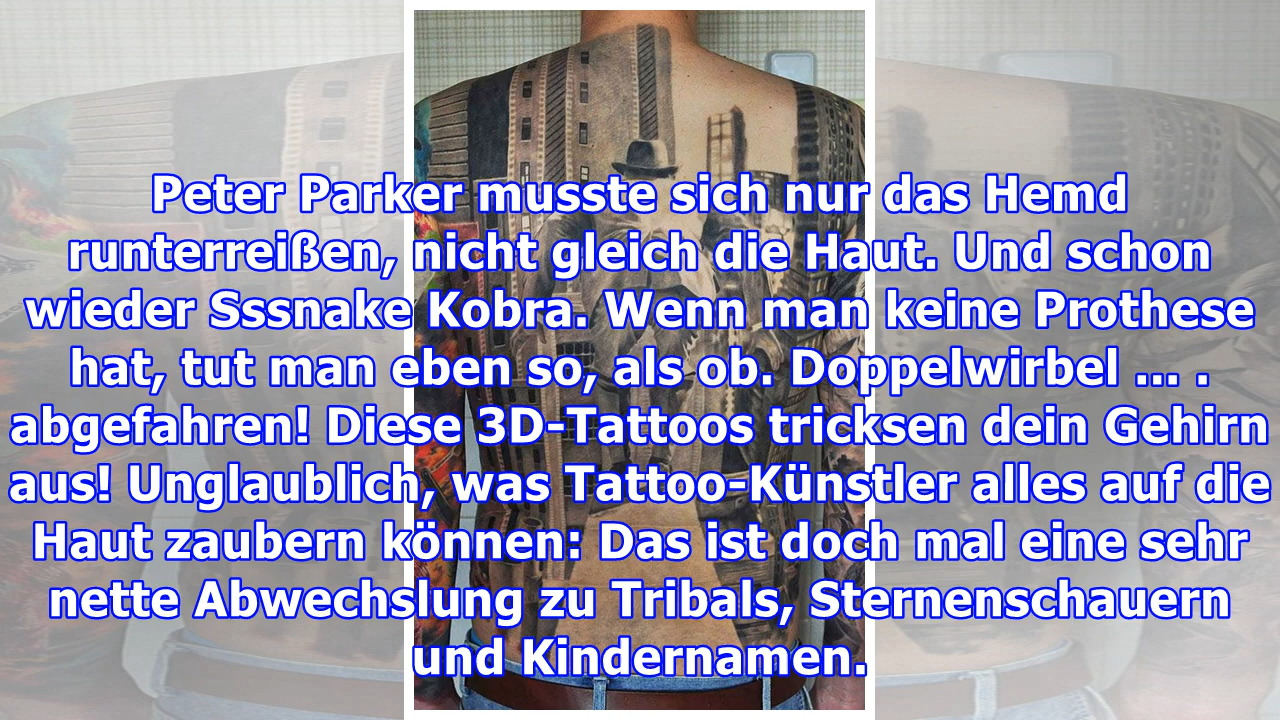 Peter Parker musste sich nur das Hemd
runterreißen, nicht gleich die Haut. Und schon
wieder Sssnake Kobra. Wenn man keine Prothese
hat, tut man eben so, als ob. Doppelwirbel ... .
abgefahren! Diese 3D-Tattoos tricksen dein Gehirn
aus! Unglaublich, was Tattoo-Künstler alles auf die
Haut zaubern können: Das ist doch mal eine sehr
nette Abwechslung zu Tribals, Sternenschauern
und Kindernamen.